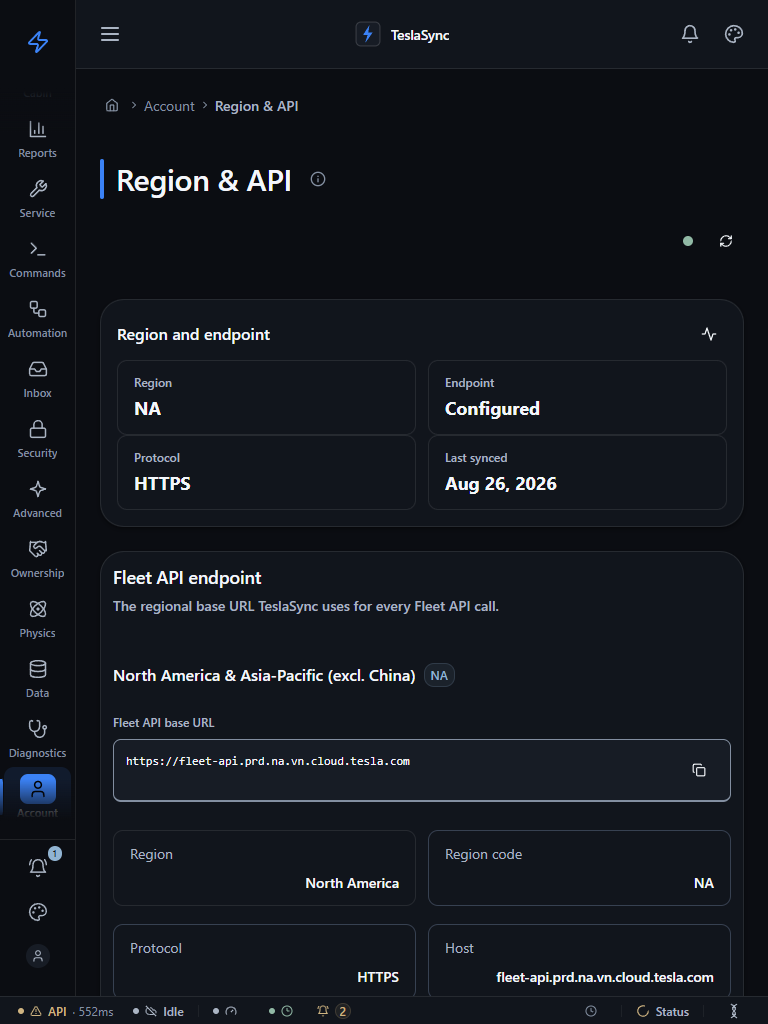 TeslaSync
Account
Region & API
Region & API
Reports
Service
Commands
Automation
Inbox
Security
Advanced
Ownership
Physics
Data
Diagnostics
Account
1
Region and endpoint
Region
NA
Endpoint
Configured
Protocol
HTTPS
Last synced
Aug 26, 2026
Fleet API endpoint
The regional base URL TeslaSync uses for every Fleet API call.
North America & Asia-Pacific (excl. China) NA
Fleet API base URL
https://fleet-api.prd.na.vn.cloud.tesla.com
Region
North America
Region code
NA
Protocol
HTTPS
Host
fleet-api.prd.na.vn.cloud.tesla.com
API · 552ms
Idle
2
Status